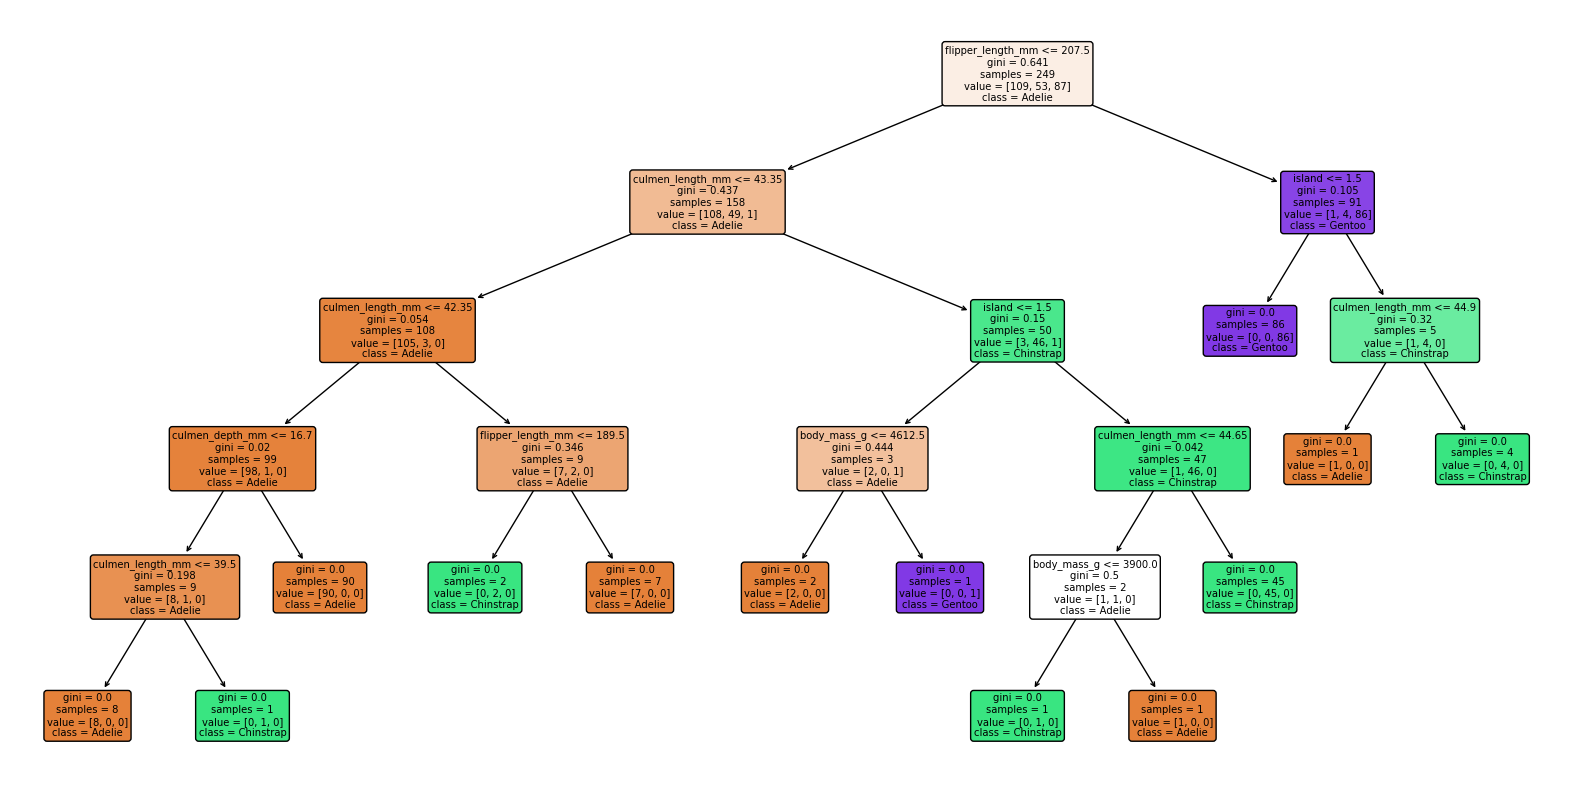 flipper_length_mm <= 207.5
gini = 0.641
samples = 249
value = [109, 53, 87]
class = Adelie
culmen_length_mm <= 43.35
gini = 0.437
samples = 158
value = [108, 49, 1]
class = Adelie
island <= 1.5
gini = 0.105
samples = 91
value = [1, 4, 86]
class = Gentoo
culmen_length_mm <= 42.35
gini = 0.054
samples = 108
value = [105, 3, 0]
class = Adelie
island <= 1.5
gini = 0.15
samples = 50
value = [3, 46, 1]
class = Chinstrap
gini = 0.0
samples = 86
value = [0, 0, 86]
class = Gentoo
culmen_length_mm <= 44.9
gini = 0.32
samples = 5
value = [1, 4, 0]
class = Chinstrap
culmen_depth_mm <= 16.7
gini = 0.02
samples = 99
value = [98, 1, 0]
class = Adelie
flipper_length_mm <= 189.5
gini = 0.346
samples = 9
value = [7, 2, 0]
class = Adelie
body_mass_g <= 4612.5
gini = 0.444
samples = 3
value = [2, 0, 1]
class = Adelie
culmen_length_mm <= 44.65
gini = 0.042
samples = 47
value = [1, 46, 0]
class = Chinstrap
gini = 0.0
samples = 1
value = [1, 0, 0]
class = Adelie
gini = 0.0
samples = 4
value = [0, 4, 0]
class = Chinstrap
culmen_length_mm <= 39.5
gini = 0.198
samples = 9
value = [8, 1, 0]
class = Adelie
gini = 0.0
samples = 90
value = [90, 0, 0]
class = Adelie
gini = 0.0
samples = 2
value = [0, 2, 0]
class = Chinstrap
gini = 0.0
samples = 7
value = [7, 0, 0]
class = Adelie
gini = 0.0
samples = 2
value = [2, 0, 0]
class = Adelie
gini = 0.0
samples = 1
value = [0, 0, 1]
class = Gentoo
body_mass_g <= 3900.0
gini = 0.5
samples = 2
value = [1, 1, 0]
class = Adelie
gini = 0.0
samples = 45
value = [0, 45, 0]
class = Chinstrap
gini = 0.0
samples = 8
value = [8, 0, 0]
class = Adelie
gini = 0.0
samples = 1
value = [0, 1, 0]
class = Chinstrap
gini = 0.0
samples = 1
value = [0, 1, 0]
class = Chinstrap
gini = 0.0
samples = 1
value = [1, 0, 0]
class = Adelie